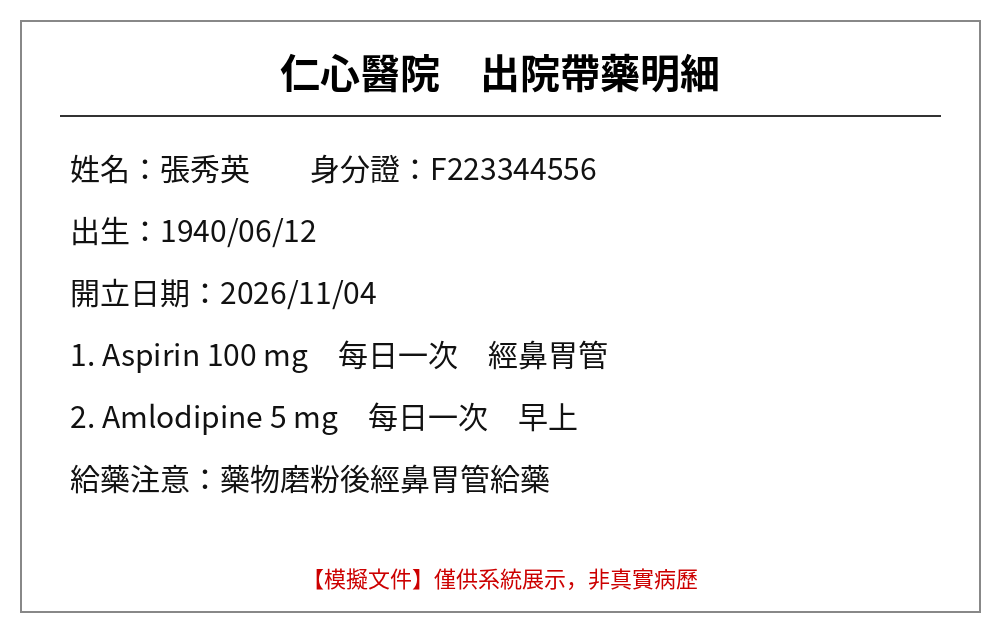 仁心醫院　出院帶藥明細
姓名：張秀英　　身分證：F223344556
出生：1940/06/12
開立日期：2026/11/04
1. Aspirin 100 mg　每日一次　經鼻胃管
2. Amlodipine 5 mg　每日一次　早上
給藥注意：藥物磨粉後經鼻胃管給藥
【模擬文件】僅供系統展示，非真實病歷